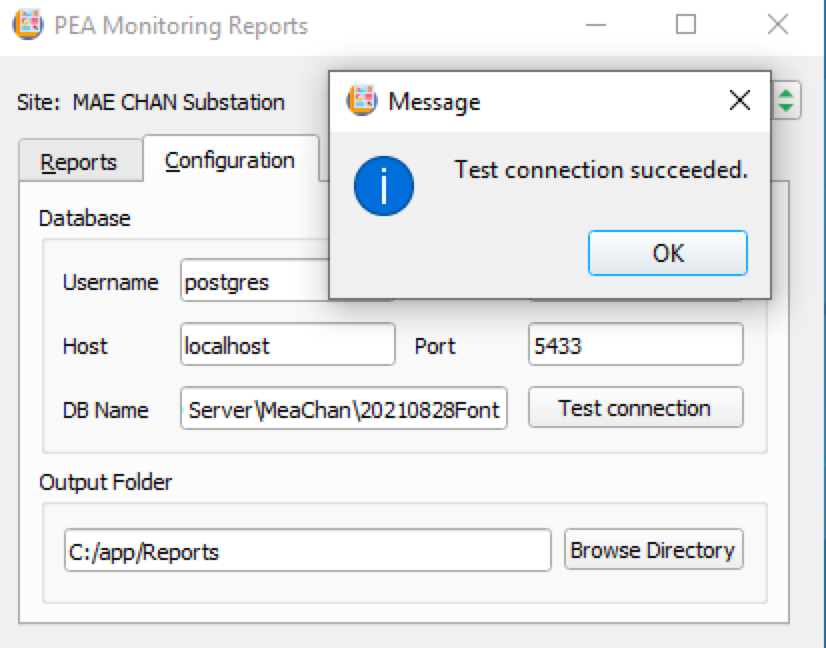 PEA Monitoring Reports
Site: MAE CHAN Substation
Message
Test connection succeeded.
OK
Reports
Configuration
Database
Username
postgres
Host
localhost
Port
5433
DB Name
Server\MeaChan\20210828Font
Test connection
Output Folder
C:/app/Reports
Browse Directory